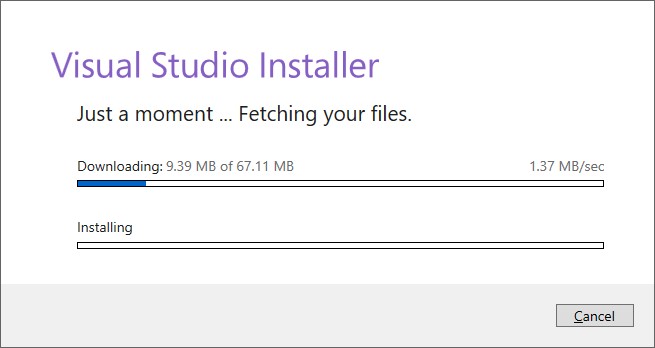 Visual Studio Installer
Just a moment ... Fetching your files.
Downloading: 9.39 MB of 67.11 MB 1.37 MB/sec
Installing
Cancel